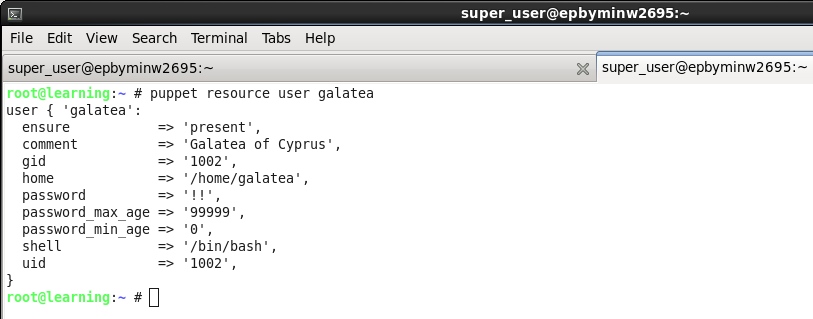 super_user@epbyminw2695:~
File Edit View Search Terminal Tabs Help
super_user@epbyminw2695:~ super_user@epbyminw2695:~
root@learning:~ # puppet resource user galatea
user { 'galatea':
  ensure           => 'present',
  comment          => 'Galatea of Cyprus',
  gid              => '1002',
  home             => '/home/galatea',
  password         => '!!',
  password_max_age => '99999',
  password_min_age => '0',
  shell            => '/bin/bash',
  uid              => '1002',
}
root@learning:~ #